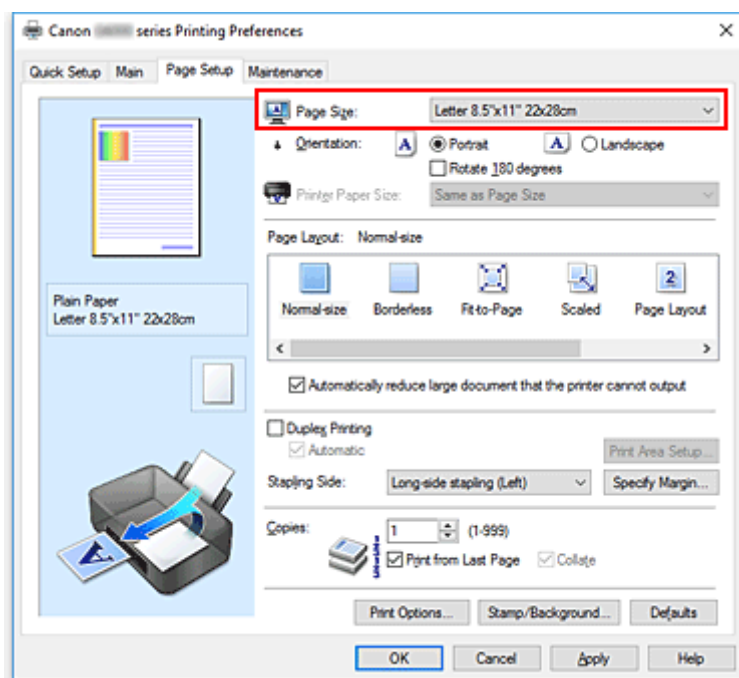 Canon series Printing Preferences
Quick Setup Main Page Setup Maintenance
Page Size: Letter 8.5"x11" 22x28cm
Orientation: A Portrait A Landscape
Rotate 180 degrees
Printer Paper Size: Same as Page Size
Page Layout: Normal-size
2
Normal-size Borderless Fit-to-Page Scaled Page Layout
Plain Paper
Letter 8.5"x11" 22x28cm
Automatically reduce large document that the printer cannot output
Duplex Printing
Automatic Print Area Setup...
Stapling Side: Long-side stapling (Left) Specify Margin...
Copies: 1 (1-999)
Print from Last Page Collate
A
Print Options... Stamp/Background... Defaults
OK Cancel Apply Help